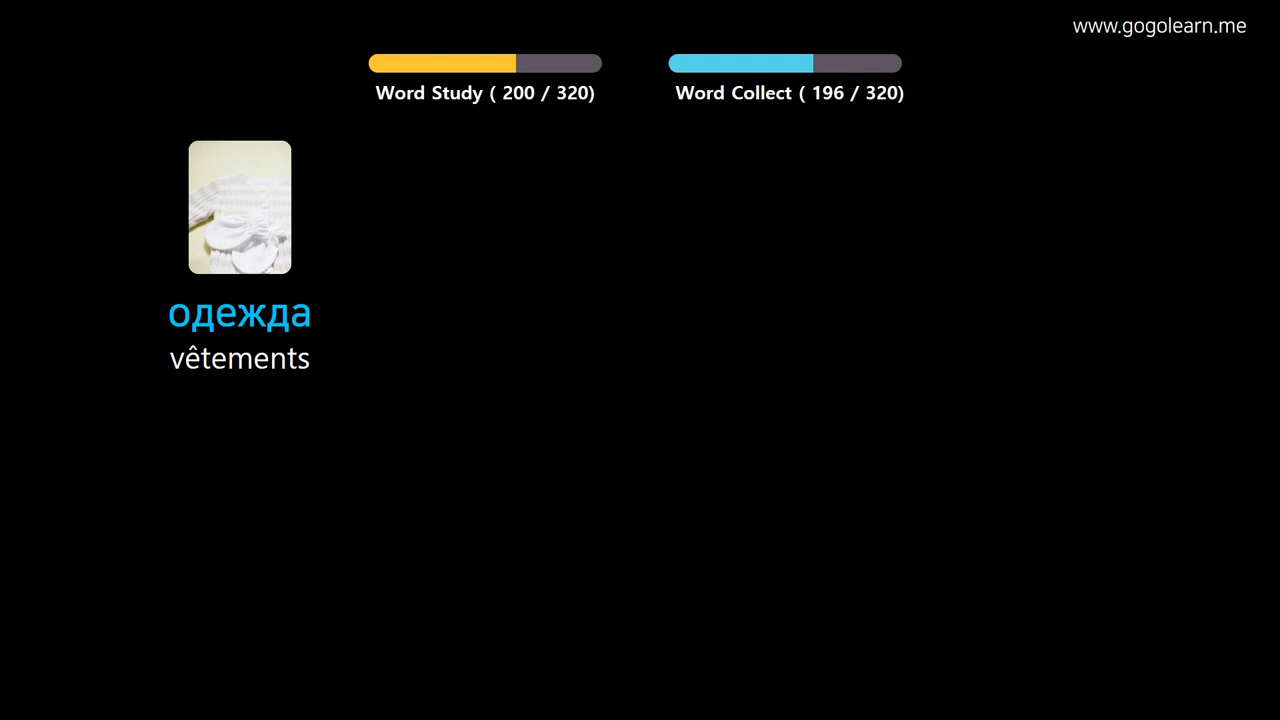 www.gogolearn.me
Word Study ( 200 / 320)
Word Collect ( 196 / 320)
одежда
vêtements